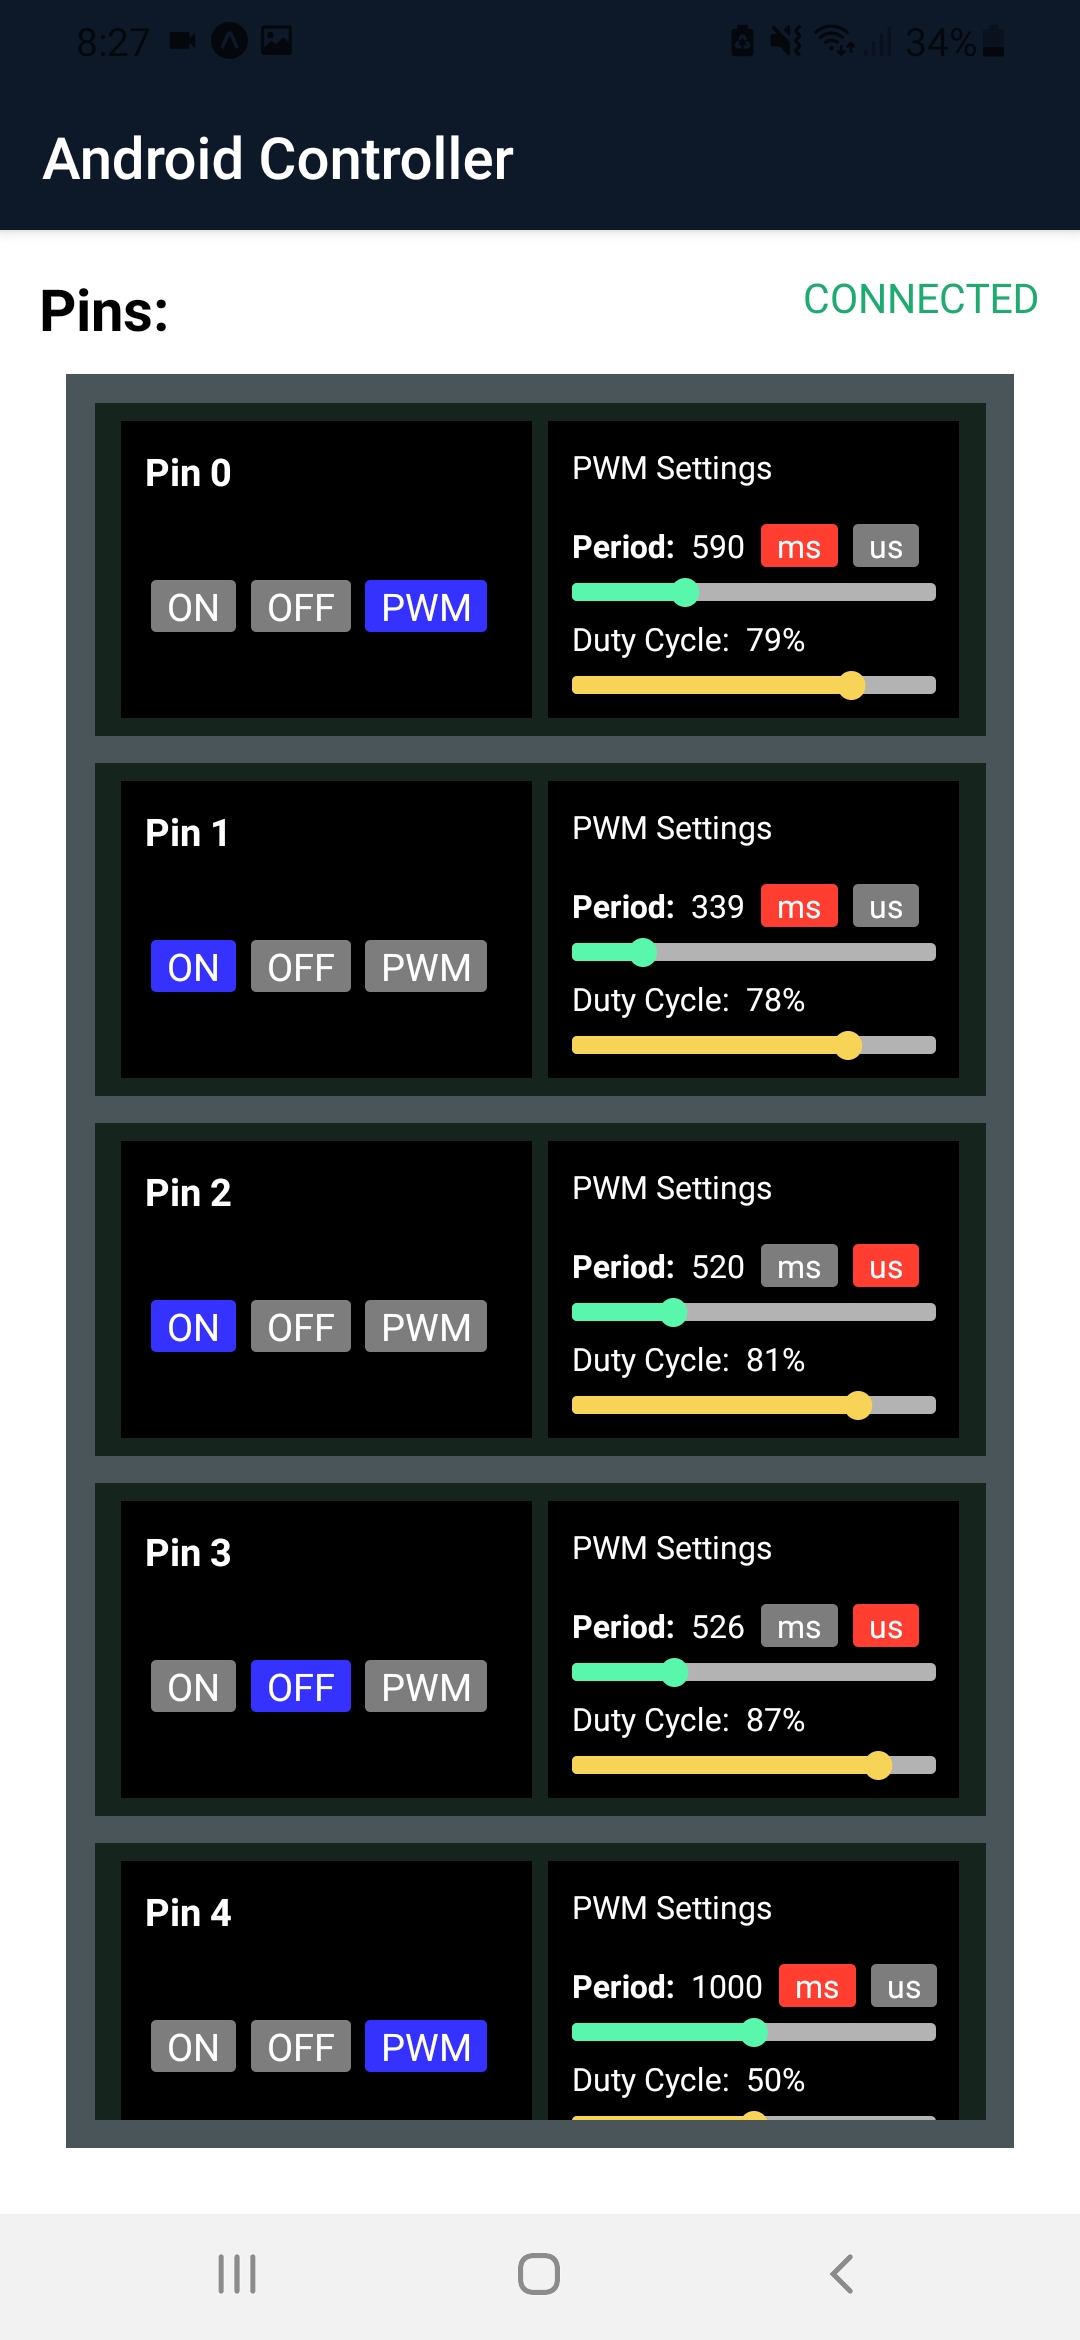 8:27 34%
Android Controller
Pins: CONNECTED
Pin 0
ON OFF PWM
PWM Settings
Period: 590 ms us
Duty Cycle: 79%
Pin 1
ON OFF PWM
PWM Settings
Period: 339 ms us
Duty Cycle: 78%
Pin 2
ON OFF PWM
PWM Settings
Period: 520 ms us
Duty Cycle: 81%
Pin 3
ON OFF PWM
PWM Settings
Period: 526 ms us
Duty Cycle: 87%
Pin 4
ON OFF PWM
PWM Settings
Period: 1000 ms us
Duty Cycle: 50%